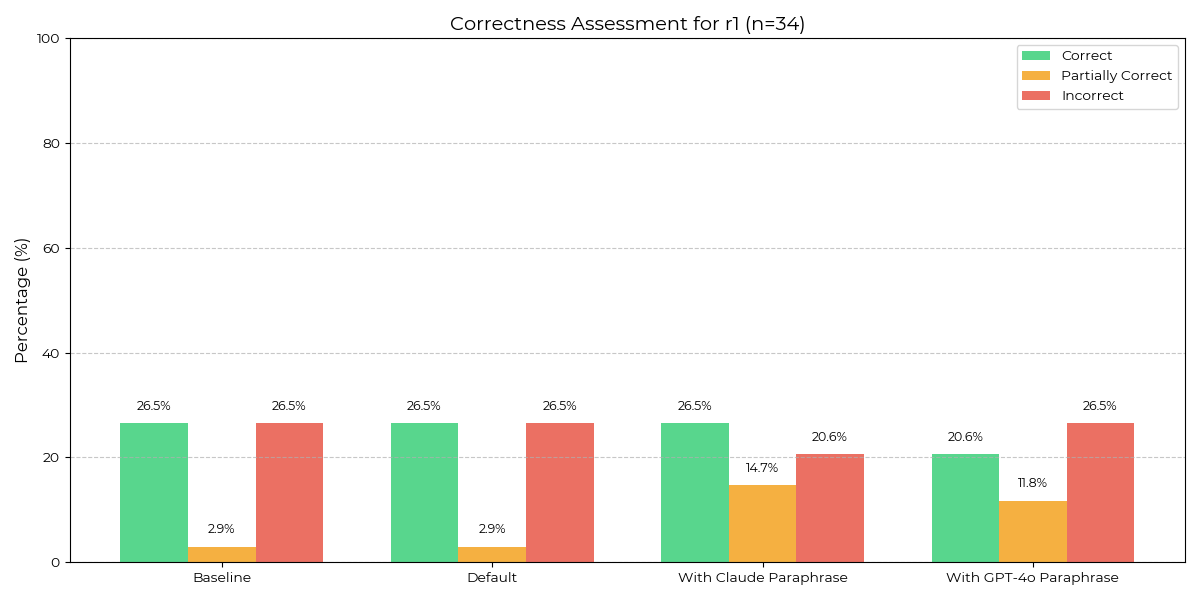 Correctness Assessment for r1 (n=34)
100
80
60
40
20
0
Percentage (%)
Correct
Partially Correct
Incorrect
26.5%
2.9%
26.5%
26.5%
2.9%
26.5%
26.5%
14.7%
20.6%
20.6%
11.8%
26.5%
Baseline
Default
With Claude Paraphrase
With GPT-4o Paraphrase